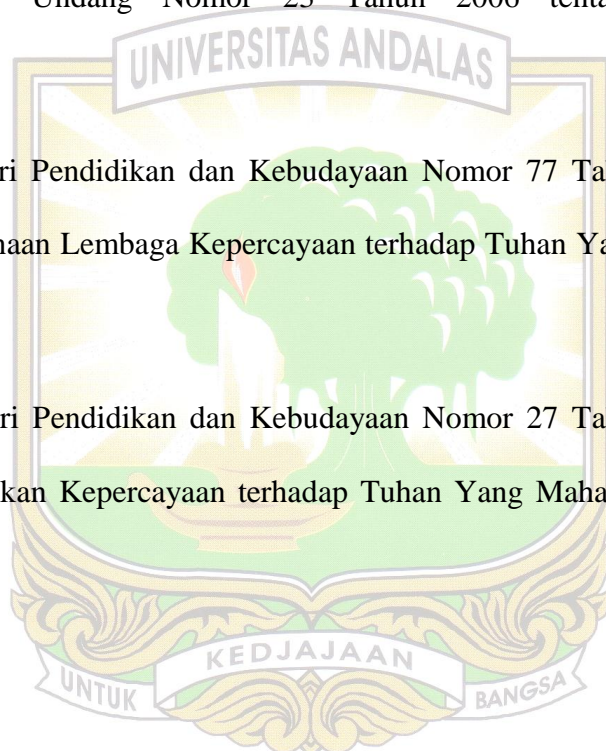 Undang Nomor 23 Tahun 2006 tenta
UNIVERSITAS ANDALAS
ri Pendidikan dan Kebudayaan Nomor 77 Ta
naan Lembaga Kepercayaan terhadap Tuhan Ya
ri Pendidikan dan Kebudayaan Nomor 27 Ta
kan Kepercayaan terhadap Tuhan Yang Maha
UNTUK KEDJAJAAN BANGSA